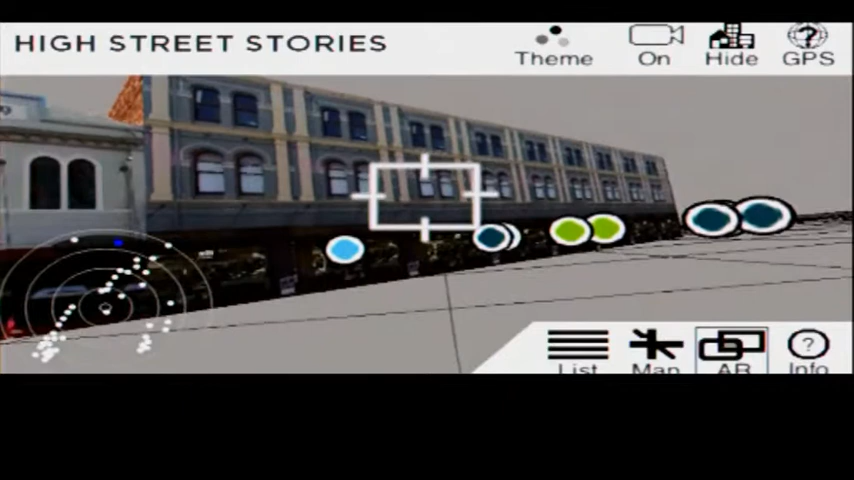 HIGH STREET STORIES
Theme
On
Hide
GPS
List
Map
AR
Info